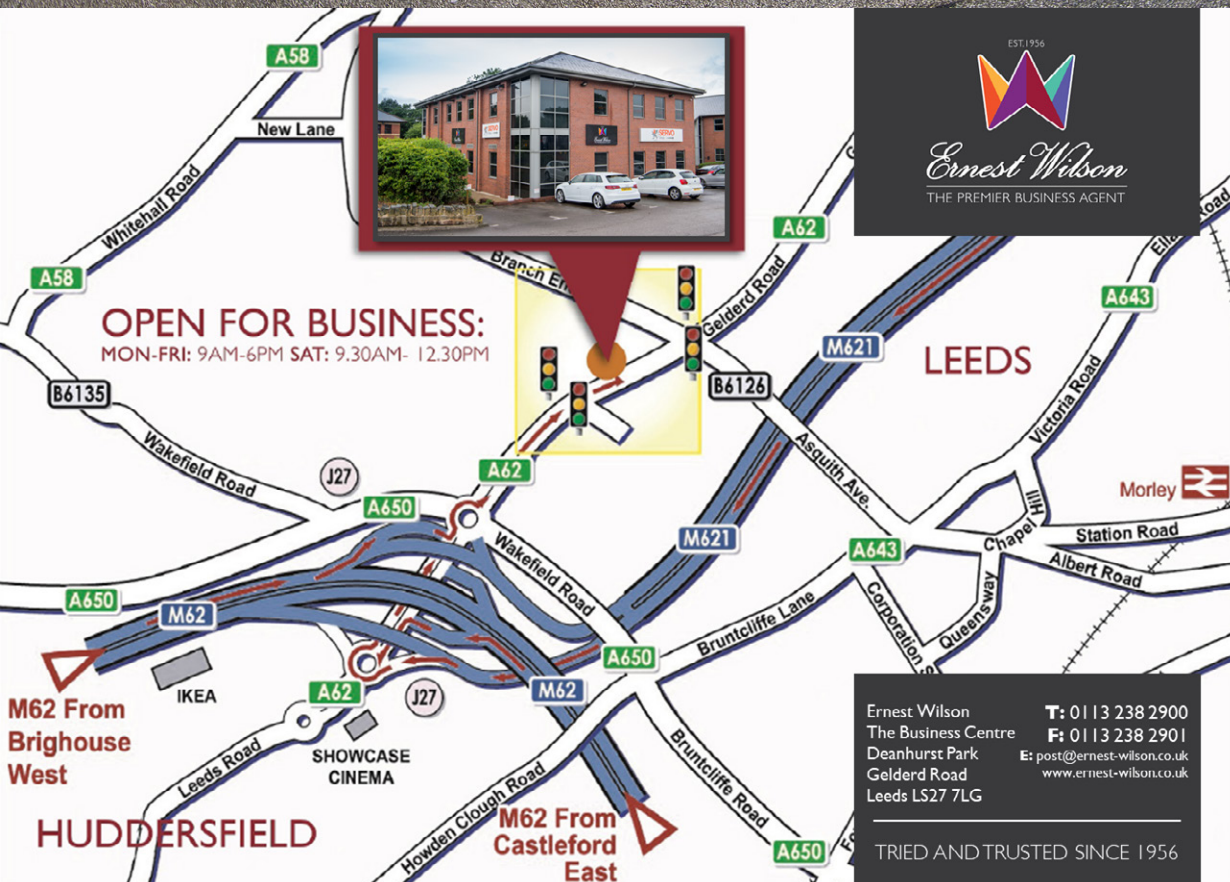 A58
New Lane
Whitehall Road
A58
EST.1956
Ernest Wilson
THE PREMIER BUSINESS AGENT
Ernest Wilson
SERVO
A62
Gelderd Road
Road
A643
M621
LEEDS
OPEN FOR BUSINESS:
MON-FRI: 9AM-6PM SAT: 9.30AM- 12.30PM
B6135
B6126
Victoria Road
Wakefield Road
J27
A62
Asquith Ave.
Morley
A650
M621
Chapel Hill
Station Road
A643
Albert Road
Wakefield Road
A650
M62
Bruntcliffe Lane
Corporation
Queensway
A650
IKEA
A62
J27
M62
M62 From
Brighouse
West
Leeds Road
SHOWCASE
CINEMA
Bruntcliffe Road
Howden Clough Road
M62 From
Castleford
East
HUDDERSFIELD
A650
Ernest Wilson
The Business Centre
Deanhurst Park
Gelderd Road
Leeds LS27 7LG
T: 0113 238 2900
F: 0113 238 2901
E: post@ernest-wilson.co.uk
www.ernest-wilson.co.uk
TRIED AND TRUSTED SINCE 1956